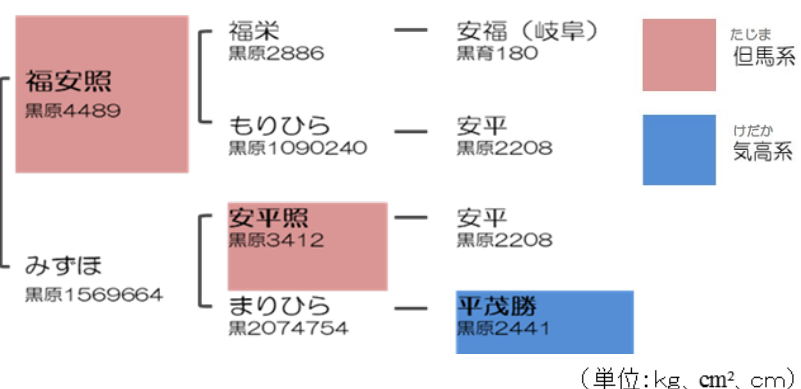 福安照
黒原4489
みずほ
黒原1569664
福栄
黒原2886
もりひら
黒原1090240
安平照
黒原3412
まりひら
黒2074754
安福（岐阜）
黒育180
安平
黒原2208
安平
黒原2208
平茂勝
黒原2441
たじま
但馬系
けだか
気高系
（単位:kg、cm²、cm）